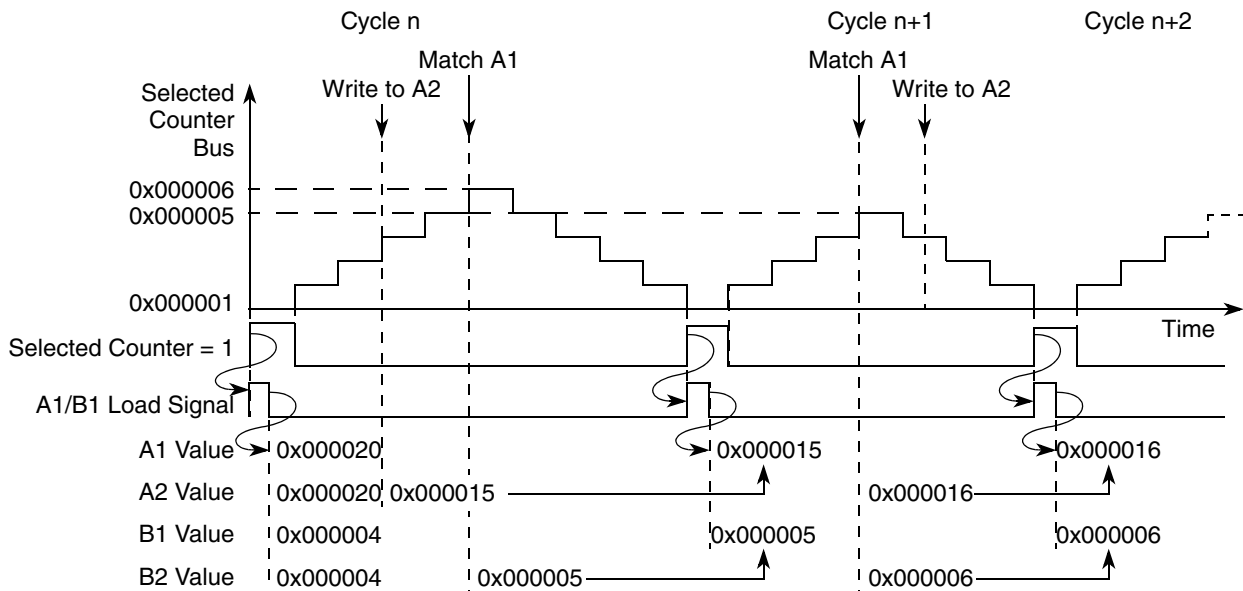 Cycle n
Cycle n+1
Cycle n+2
Match A1
Match A1
Write to A2
Write to A2
Selected
Counter
Bus
0x000006
0x000005
0x000001
Time
Selected Counter = 1
A1/B1 Load Signal
A1 Value 0x000020 0x000015 0x000016
A2 Value 0x000020 0x000015 0x000016
B1 Value 0x000004 0x000005 0x000006
B2 Value 0x000004 0x000005 0x000006